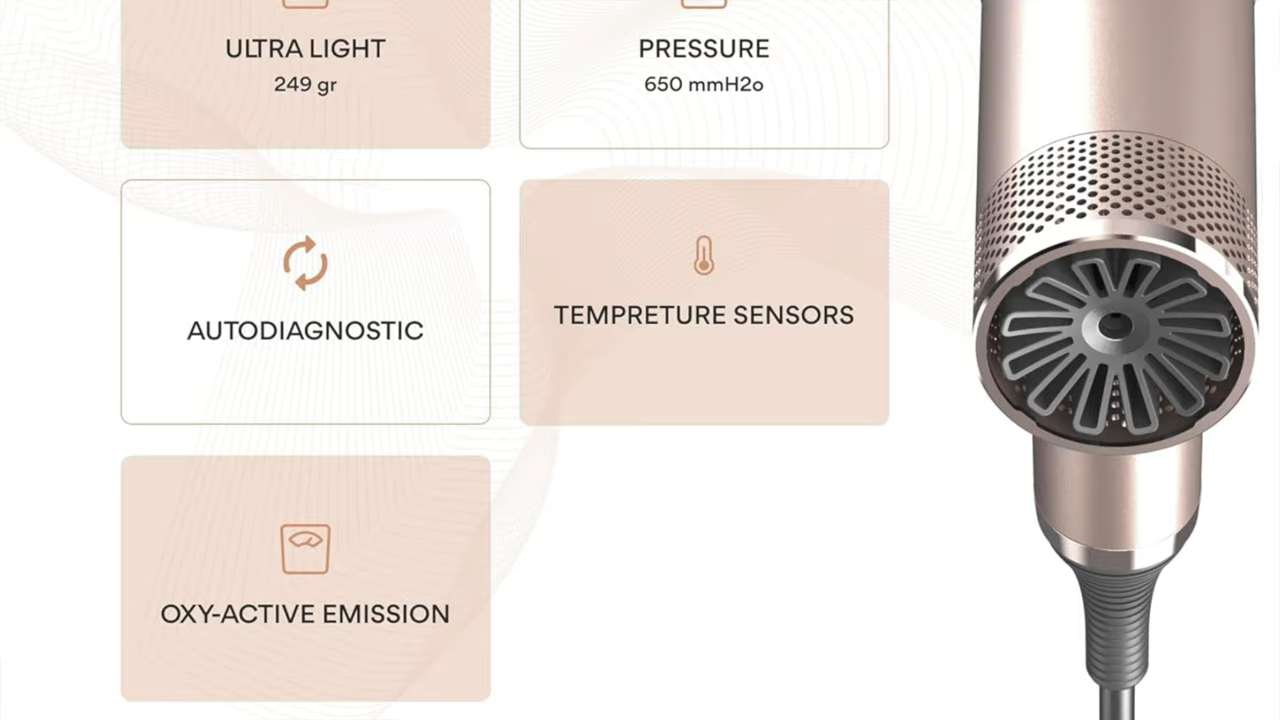 ULTRA LIGHT
249 gr
PRESSURE
650 mmH2o
AUTODIAGNOSTIC
TEMPRETURE SENSORS
OXY-ACTIVE EMISSION